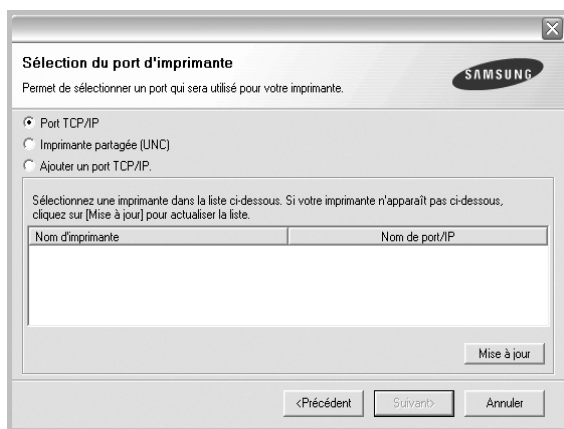 Sélection du port d'imprimante
Permet de sélectionner un port qui sera utilisé pour votre imprimante.
SAMSUNG
Port TCP/IP
Imprimante partagée (UNC)
Ajouter un port TCP/IP.
Sélectionnez une imprimante dans la liste ci-dessous. Si votre imprimante n'apparaît pas ci-dessous,
cliquez sur [Mise à jour] pour actualiser la liste.
Nom d'imprimante Nom de port/IP
Mise à jour
<Précédent Suivant> Annuler